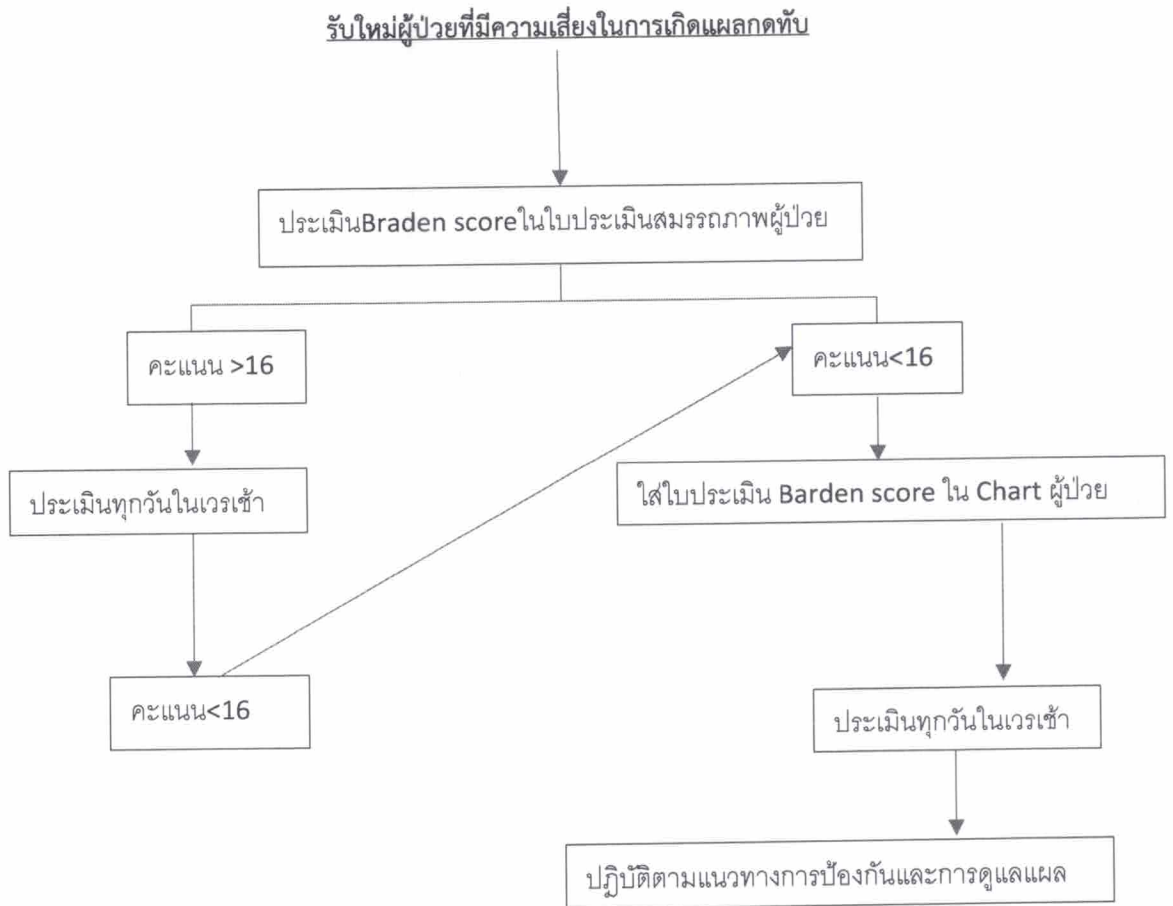 รับใหม่ผู้ป่วยที่มีความเสี่ยงในการเกิดแผลกดทับ
ประเมินBraden scoreในใบประเมินสมรรถภาพผู้ป่วย
คะแนน >16
คะแนน<16
ประเมินทุกวันในเวรเช้า
ใส่ใบประเมิน Barden score ใน Chart ผู้ป่วย
คะแนน<16
ประเมินทุกวันในเวรเช้า
ปฏิบัติตามแนวทางการป้องกันและการดูแลแผล